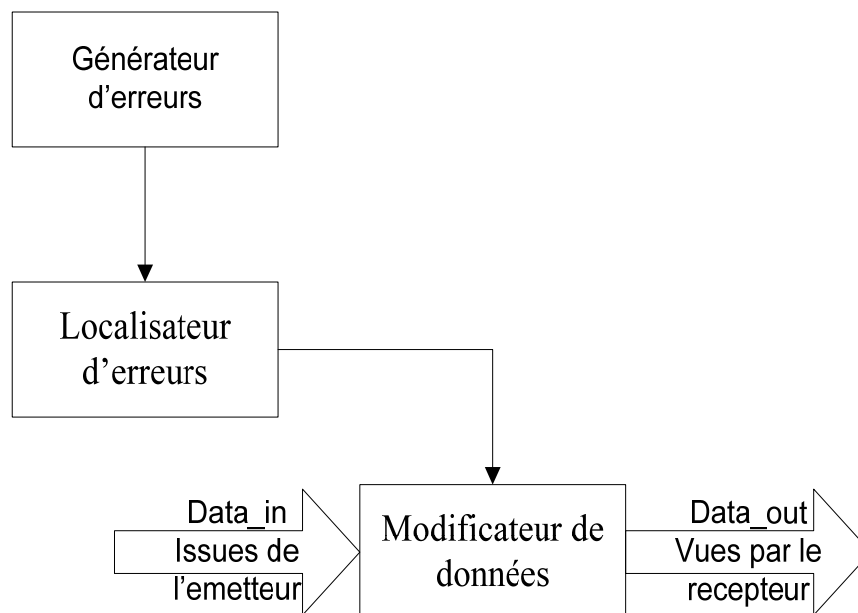 Générateur
d'erreurs
Localisateur
d'erreurs
Data_in
Issues de
l'emetteur
Modificateur de
données
Data_out
Vues par le
recepteur